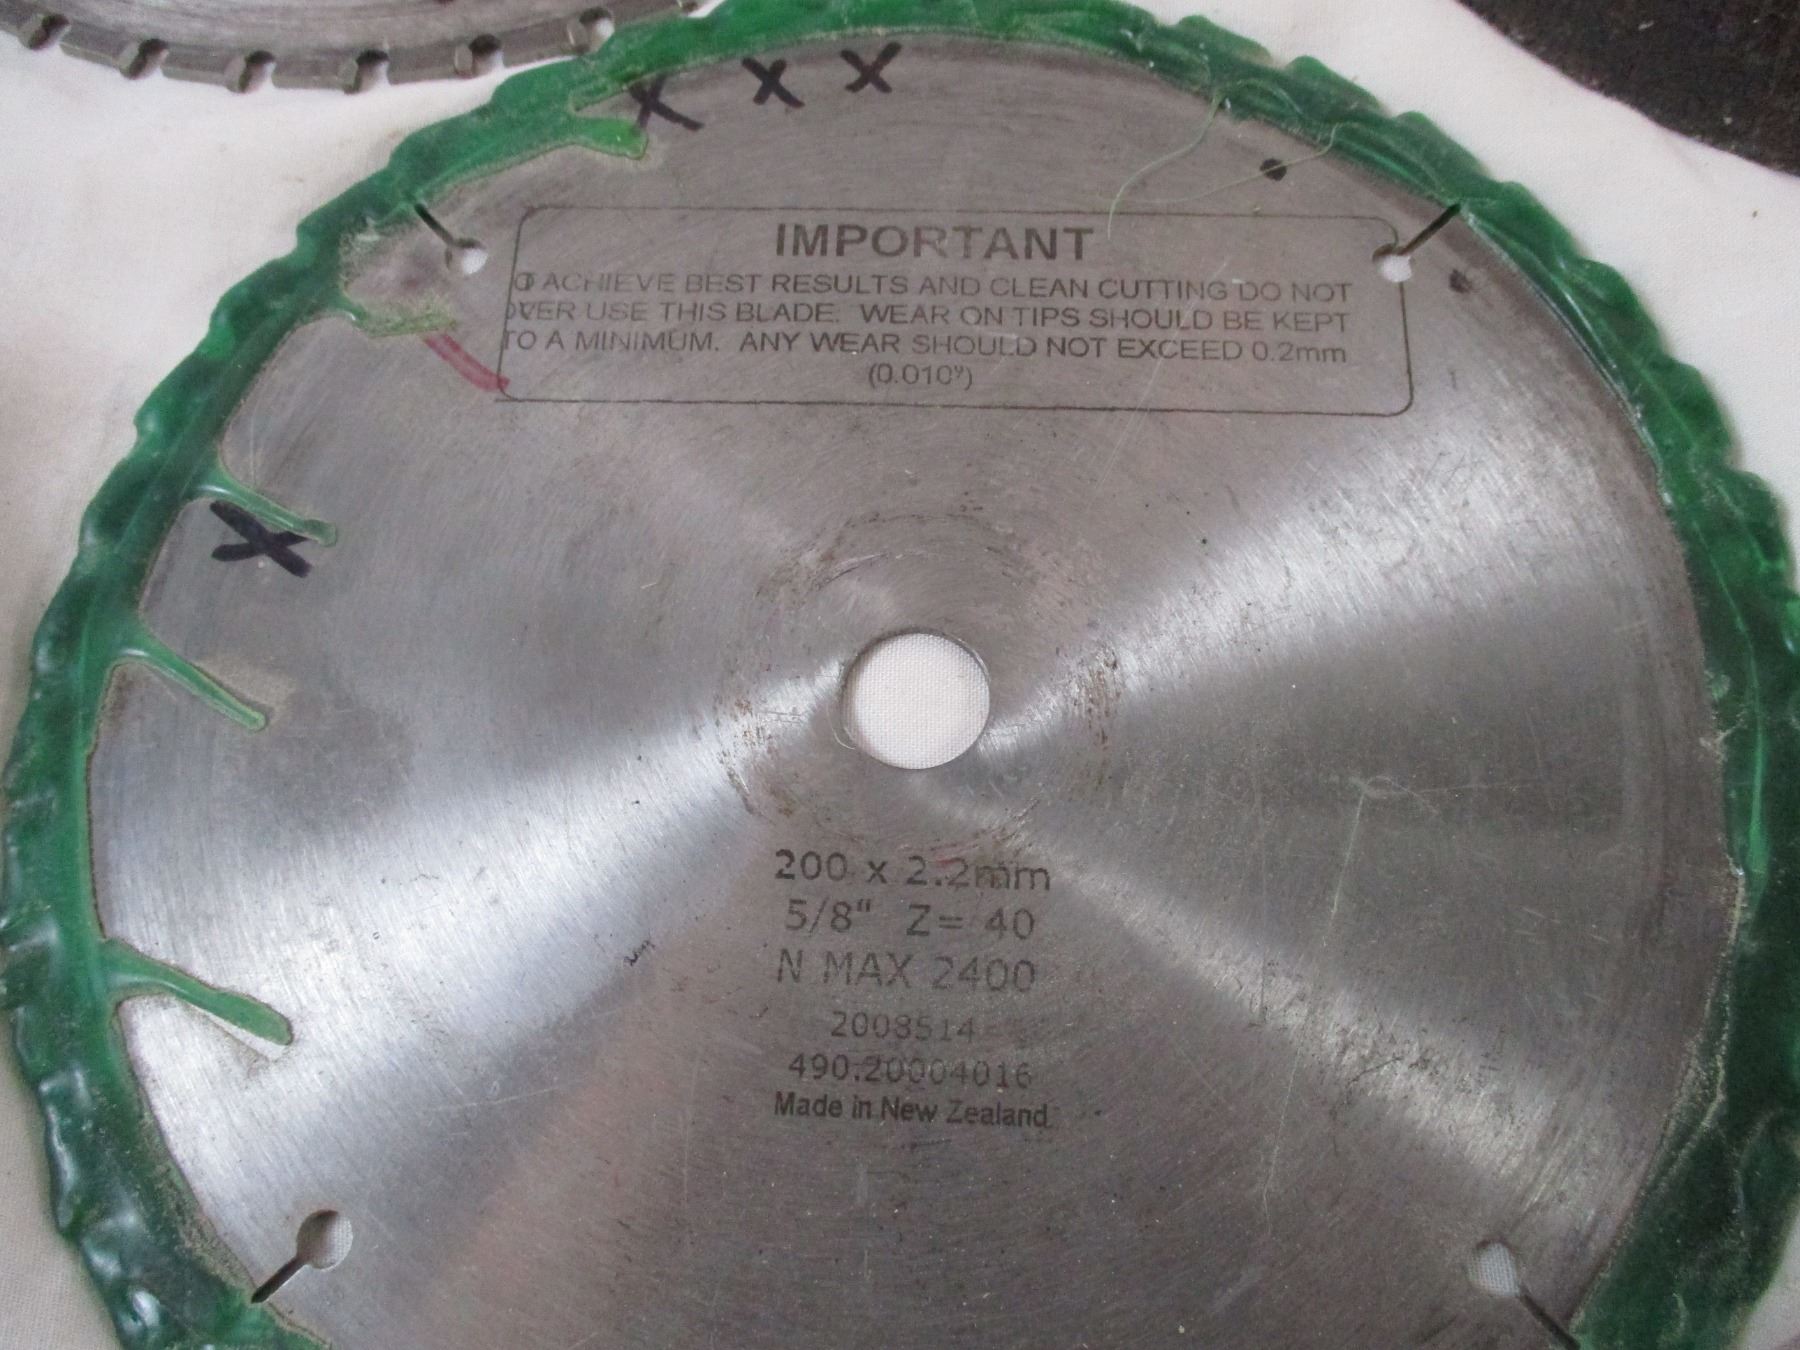 X X X
IMPORTANT
TO ACHIEVE BEST RESULTS AND CLEAN CUTTING DO NOT
OVER USE THIS BLADE. WEAR ON TIPS SHOULD BE KEPT
TO A MINIMUM. ANY WEAR SHOULD NOT EXCEED 0.2mm
(0.010")
X
200 x 2.2mm
5/8" Z= 40
N MAX 2400
2008514
490.20004016
Made in New Zealand